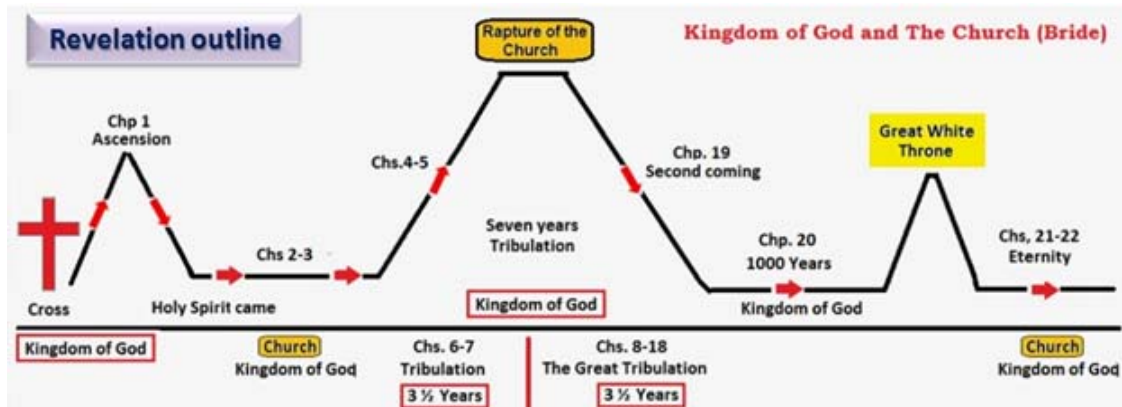 Revelation outline
Rapture of the
Church
Kingdom of God and The Church (Bride)
Chp 1
Ascension
Chs.4-5
Chp. 19
Second coming
Great White
Throne
Seven years
Tribulation
Chs 2-3
Chp. 20
1000 Years
Chs, 21-22
Eternity
Cross
Holy Spirit came
Kingdom of God
Kingdom of God
Kingdom of God
Church
Kingdom of God
Chs. 6-7
Tribulation
3 ½ Years
Chs. 8-18
The Great Tribulation
3 ½ Years
Church
Kingdom of God